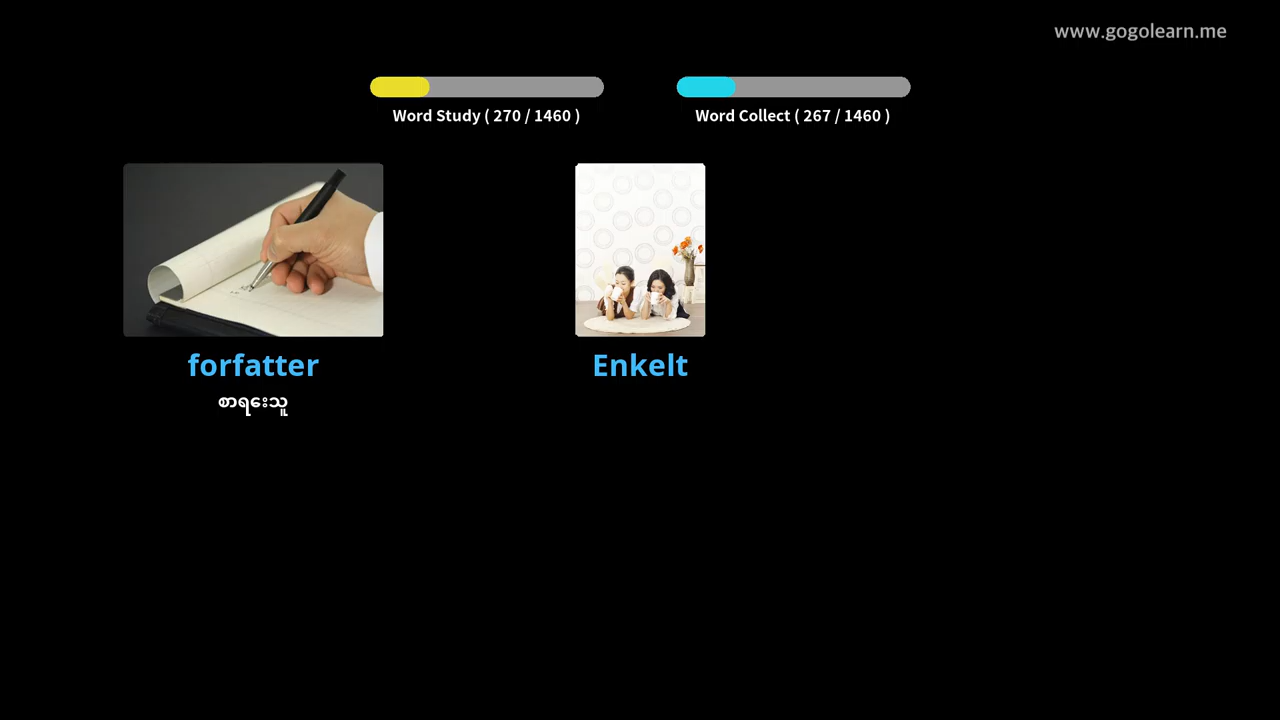 www.gogolearn.me
Word Study ( 270 / 1460 )
Word Collect ( 267 / 1460 )
forfatter
Enkelt
စာရေးသူ